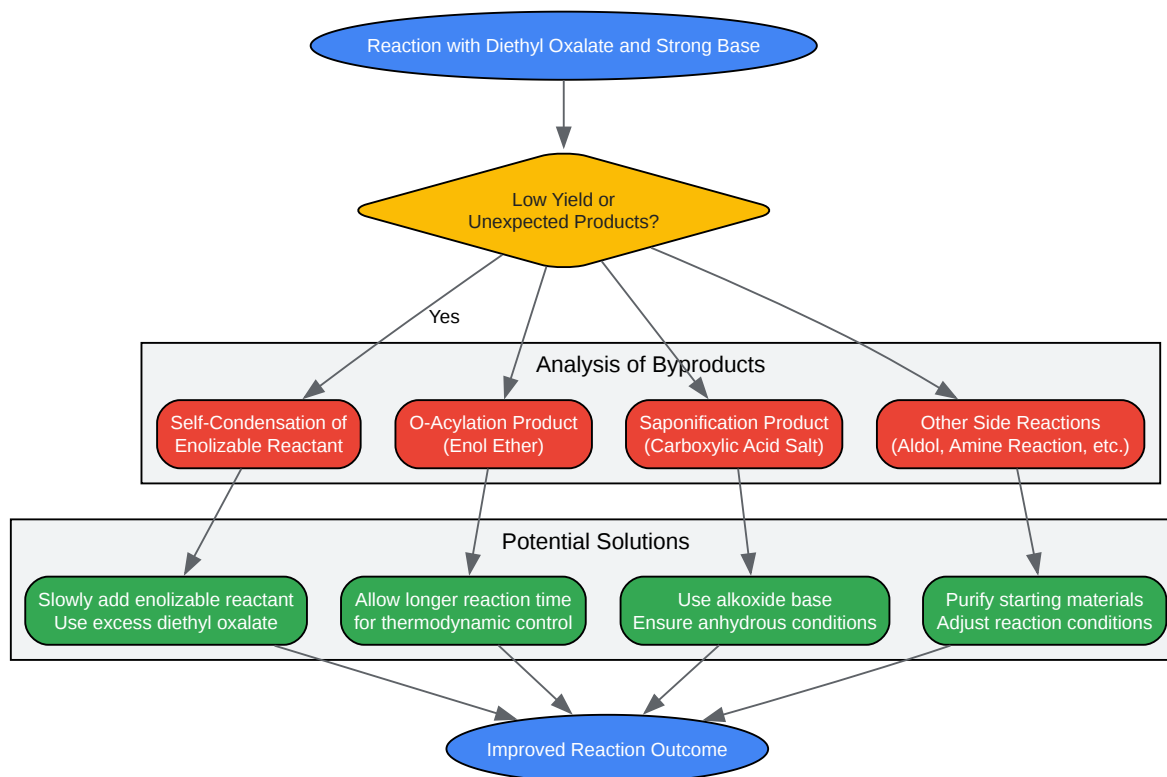 Reaction with Diethyl Oxalate and Strong Base
Low Yield or
Unexpected Products?
Yes
Analysis of Byproducts
Self-Condensation of
Enolizable Reactant
O-Acylation Product
(Enol Ether)
Saponification Product
(Carboxylic Acid Salt)
Other Side Reactions
(Aldol, Amine Reaction, etc.)
Potential Solutions
Slowly add enolizable reactant
Use excess diethyl oxalate
Allow longer reaction time
for thermodynamic control
Use alkoxide base
Ensure anhydrous conditions
Purify starting materials
Adjust reaction conditions
Improved Reaction Outcome